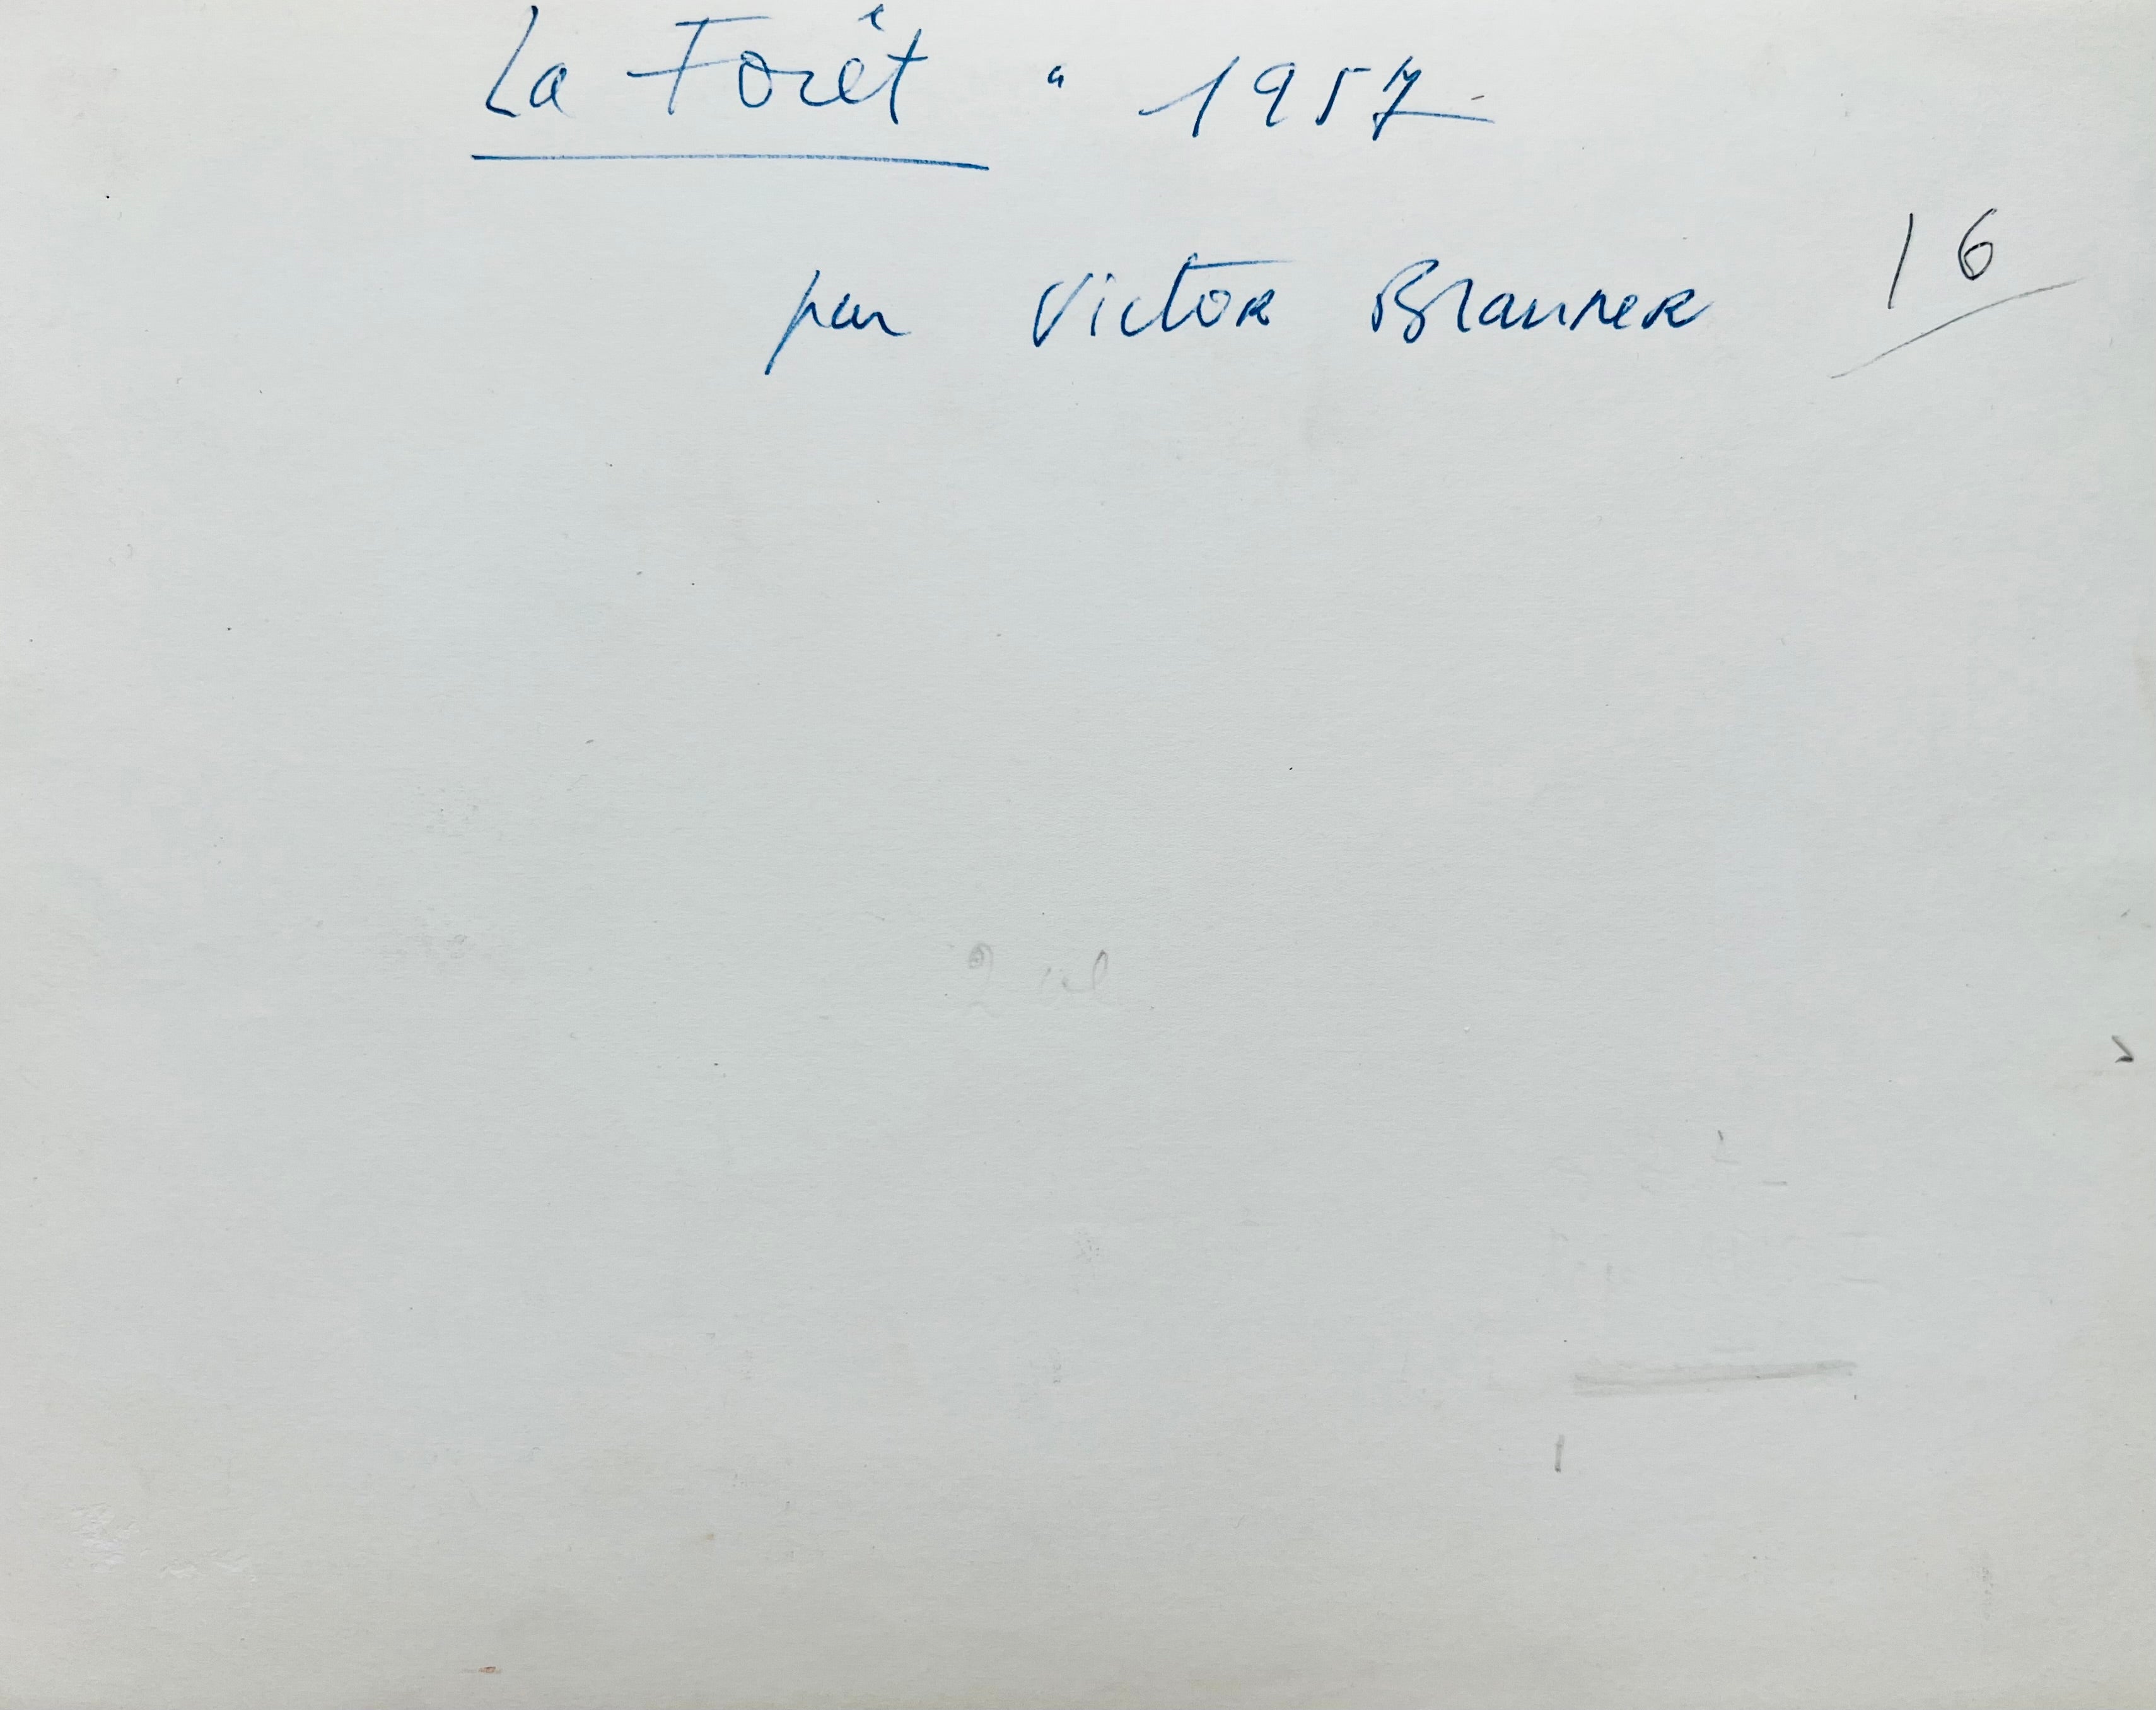 La Forêt " 1957
par Victor Brauner
16